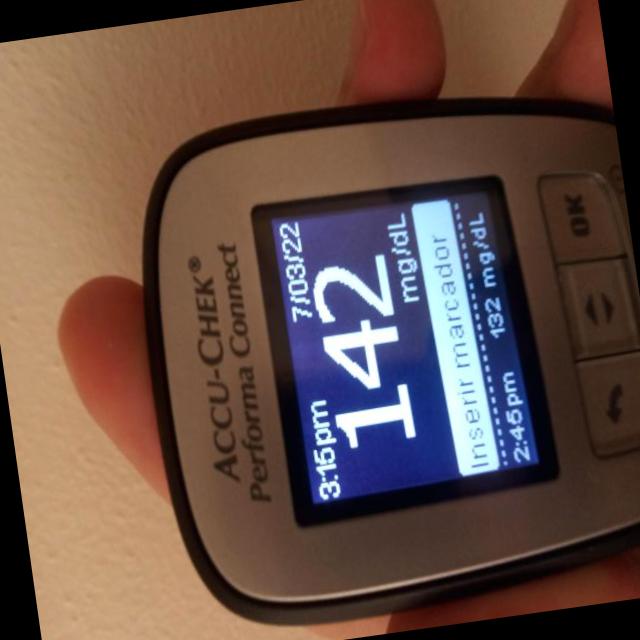 ACCU-CHEK®
Performa Connect
3:15pm 7/03/22
142
mg/dL
Inserir marcador
2:45pm 132 mg/dL
OK